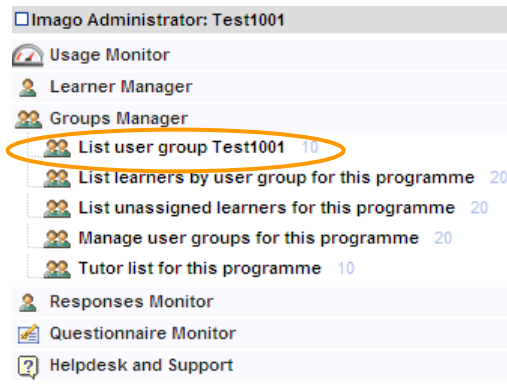 Imago Administrator: Test1001
Usage Monitor
Learner Manager
Groups Manager
List user group Test1001 10
List learners by user group for this programme 20
List unassigned learners for this programme 20
Manage user groups for this programme 20
Tutor list for this programme 10
Responses Monitor
Questionnaire Monitor
Helpdesk and Support